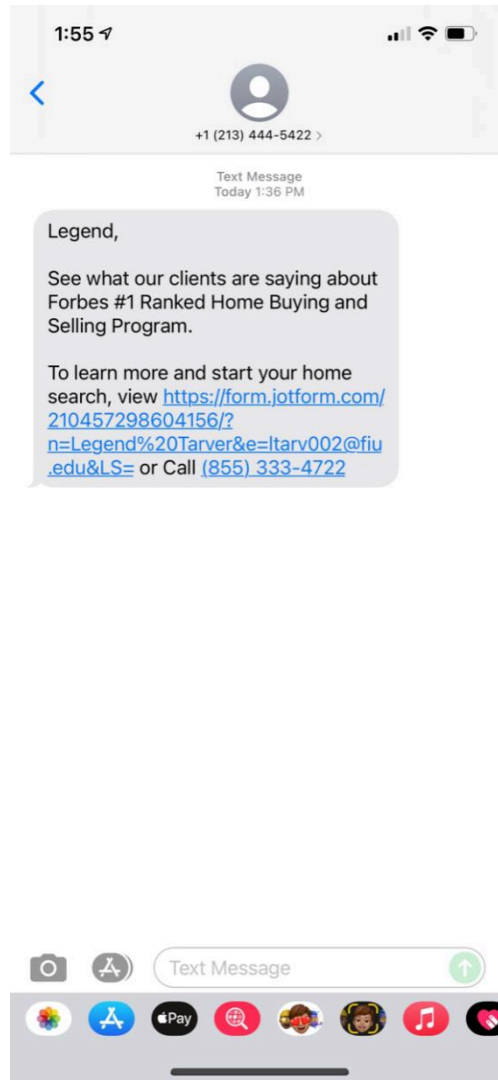 1:55
+1 (213) 444-5422 >
Text Message
Today 1:36 PM
Legend,
See what our clients are saying about
Forbes #1 Ranked Home Buying and
Selling Program.
To learn more and start your home
search, view https://form.jotform.com/
210457298604156/?
n=Legend%20Tarver&e=ltarv002@fiu
.edu&LS= or Call (855) 333-4722
Text Message
Pay